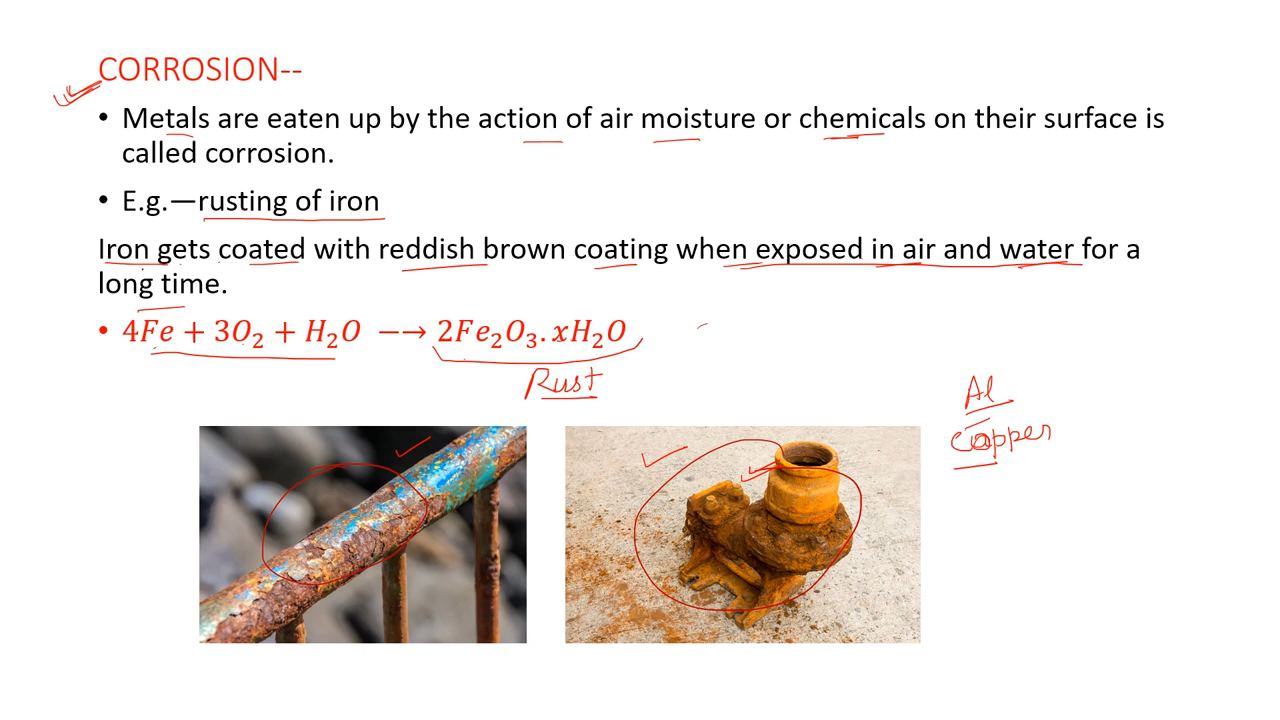 CORROSION--
• Metals are eaten up by the action of air moisture or chemicals on their surface is
called corrosion.
• E.g.—rusting of iron
Iron gets coated with reddish brown coating when exposed in air and water for a
long time.
• 4Fe + 3O₂ + H₂O −→ 2Fe₂O₃.xH₂O
Rust
Al
Copper